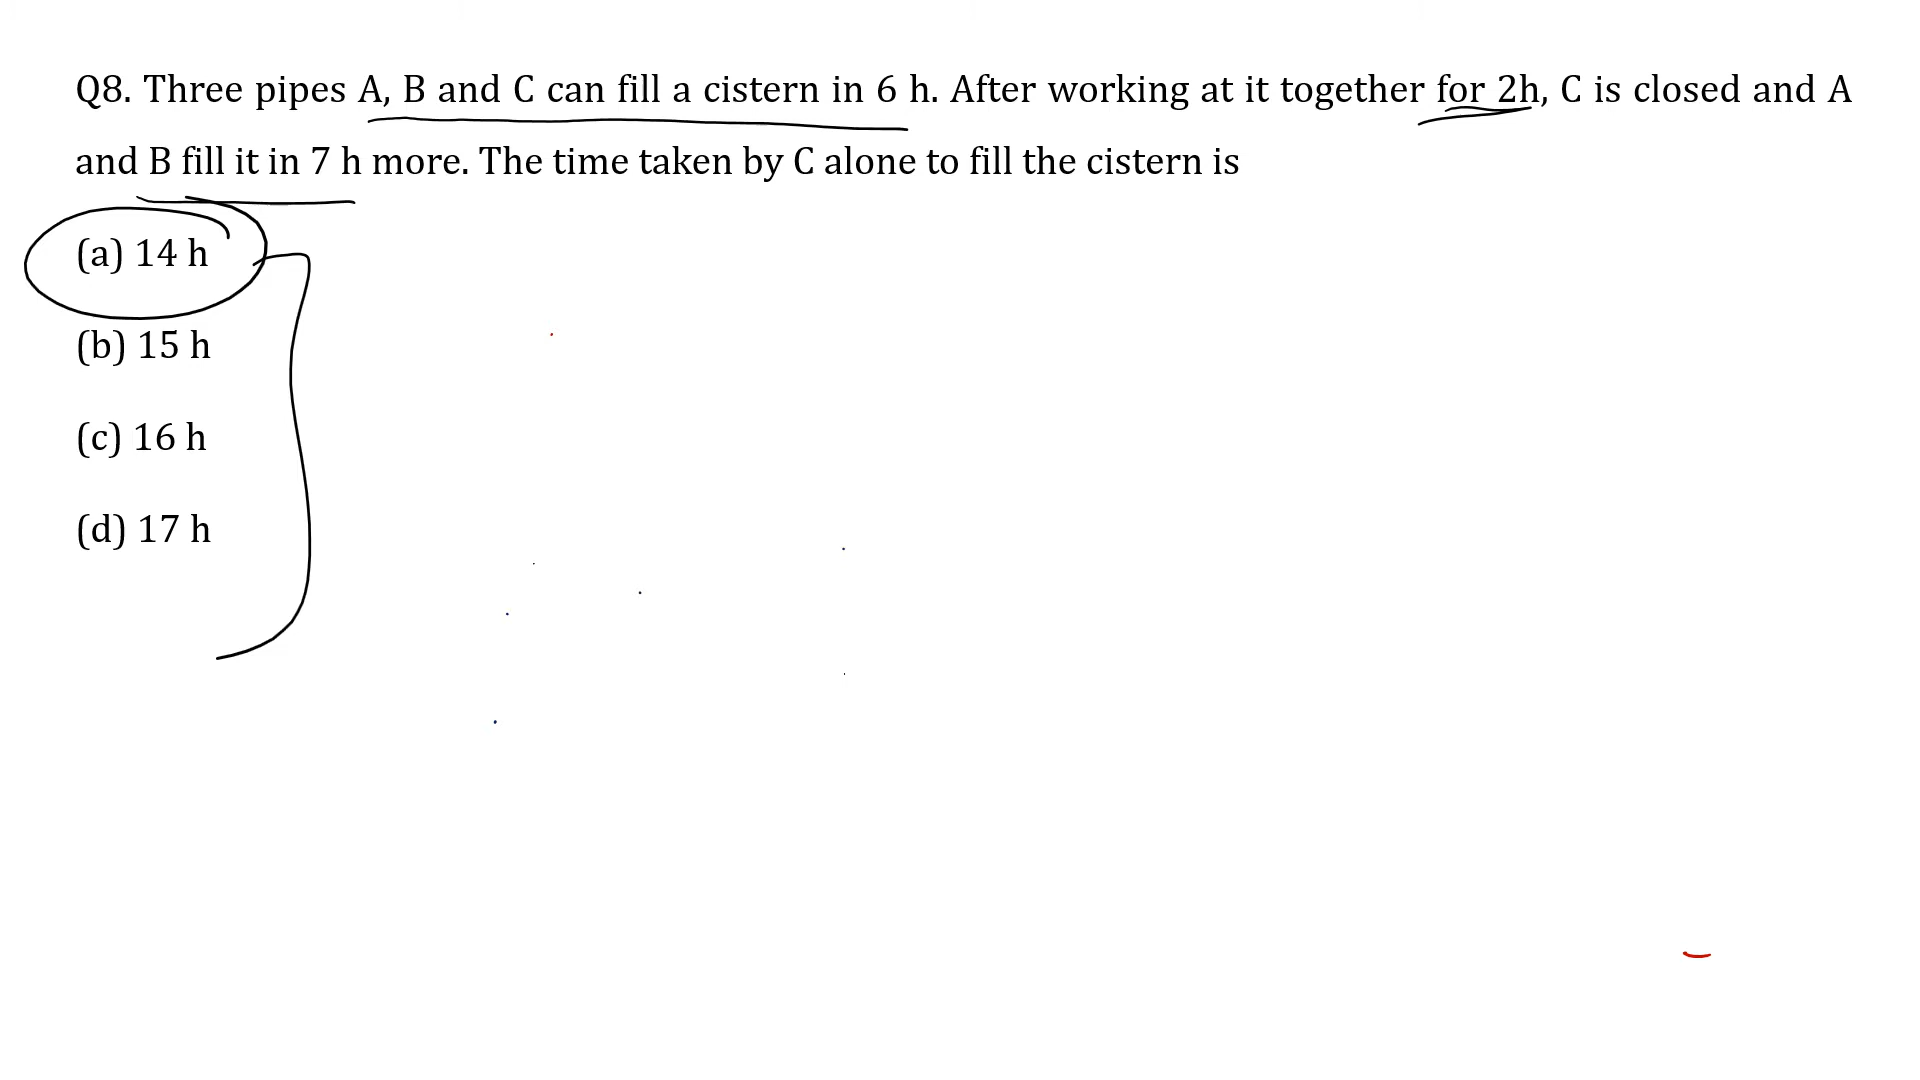 Q8. Three pipes A, B and C can fill a cistern in 6 h. After working at it together for 2h, C is closed and A
and B fill it in 7 h more. The time taken by C alone to fill the cistern is
(a) 14 h
(b) 15 h
(c) 16 h
(d) 17 h